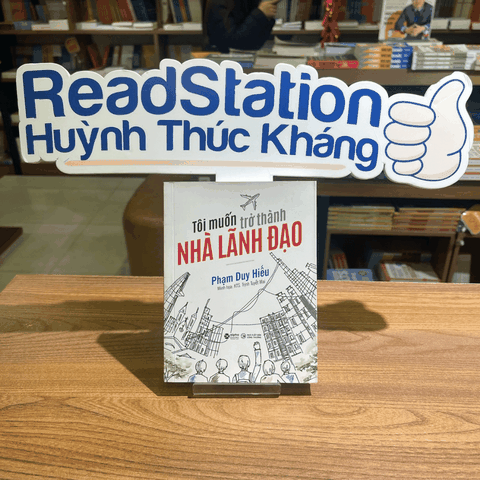 ReadStation
Huỳnh Thúc Kháng
Tôi muốn trở thành
NHÀ LÃNH ĐẠO
Phạm Duy Hiếu